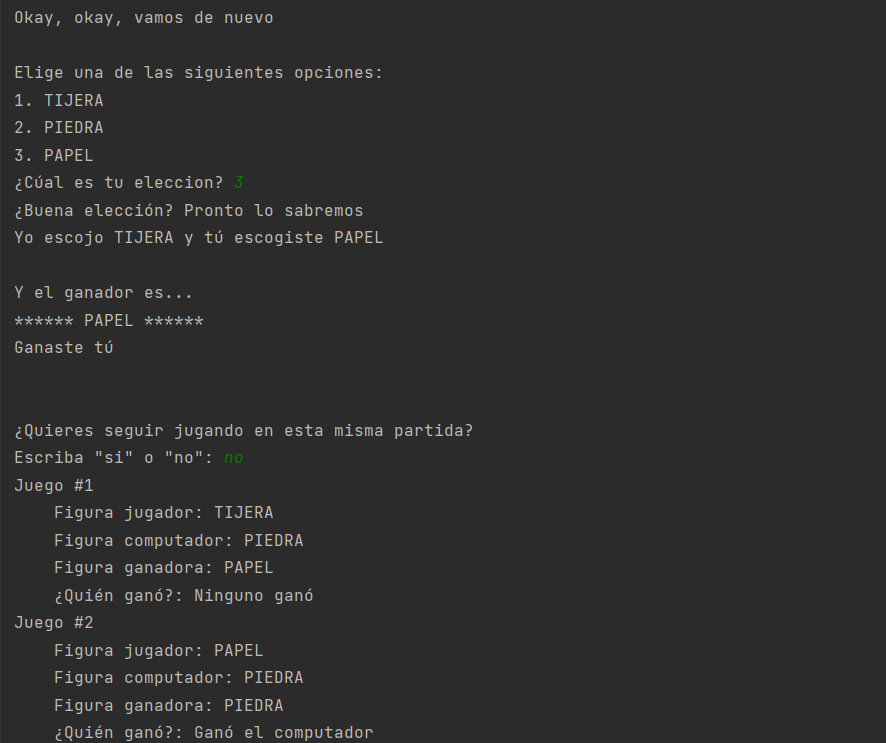 Okay, okay, vamos de nuevo
Elige una de las siguientes opciones:
1. TIJERA
2. PIEDRA
3. PAPEL
¿Cúal es tu eleccion? 3
¿Buena elección? Pronto lo sabremos
Yo escojo TIJERA y tú escogiste PAPEL
Y el ganador es...
****** PAPEL ******
Ganaste tú
¿Quieres seguir jugando en esta misma partida?
Escriba "si" o "no": no
Juego #1
Figura jugador: TIJERA
Figura computador: PIEDRA
Figura ganadora: PAPEL
¿Quién ganó?: Ninguno ganó
Juego #2
Figura jugador: PAPEL
Figura computador: PIEDRA
Figura ganadora: PIEDRA
¿Quién ganó?: Ganó el computador